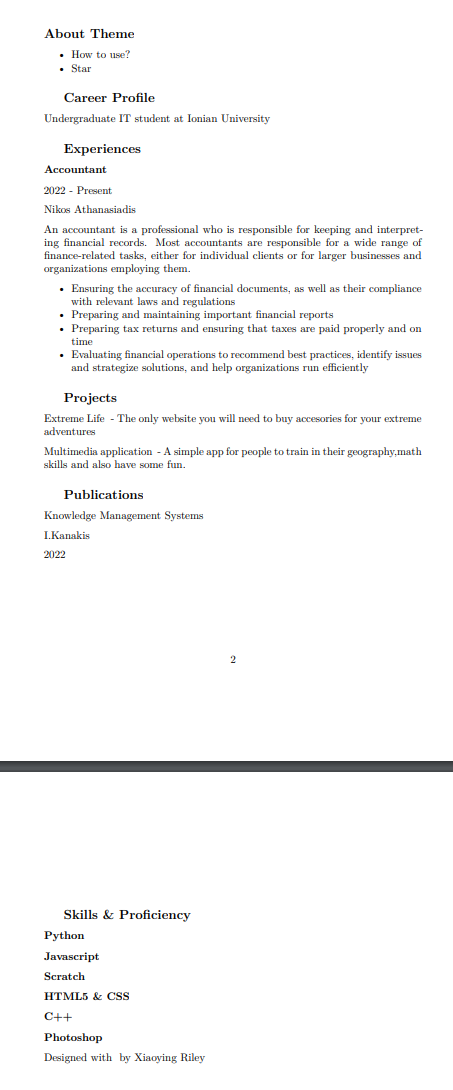 About Theme
• How to use?
• Star
Career Profile
Undergraduate IT student at Ionian University
Experiences
Accountant
2022 - Present
Nikos Athanasiadis
An accountant is a professional who is responsible for keeping and interpret-
ing financial records. Most accountants are responsible for a wide range of
finance-related tasks, either for individual clients or for larger businesses and
organizations employing them.
• Ensuring the accuracy of financial documents, as well as their compliance
with relevant laws and regulations
• Preparing and maintaining important financial reports
• Preparing tax returns and ensuring that taxes are paid properly and on
time
• Evaluating financial operations to recommend best practices, identify issues
and strategize solutions, and help organizations run efficiently
Projects
Extreme Life - The only website you will need to buy accesories for your extreme
adventures
Multimedia application - A simple app for people to train in their geography,math
skills and also have some fun.
Publications
Knowledge Management Systems
I.Kanakis
2022
2
Skills & Proficiency
Python
Javascript
Scratch
HTML5 & CSS
C++
Photoshop
Designed with by Xiaoying Riley